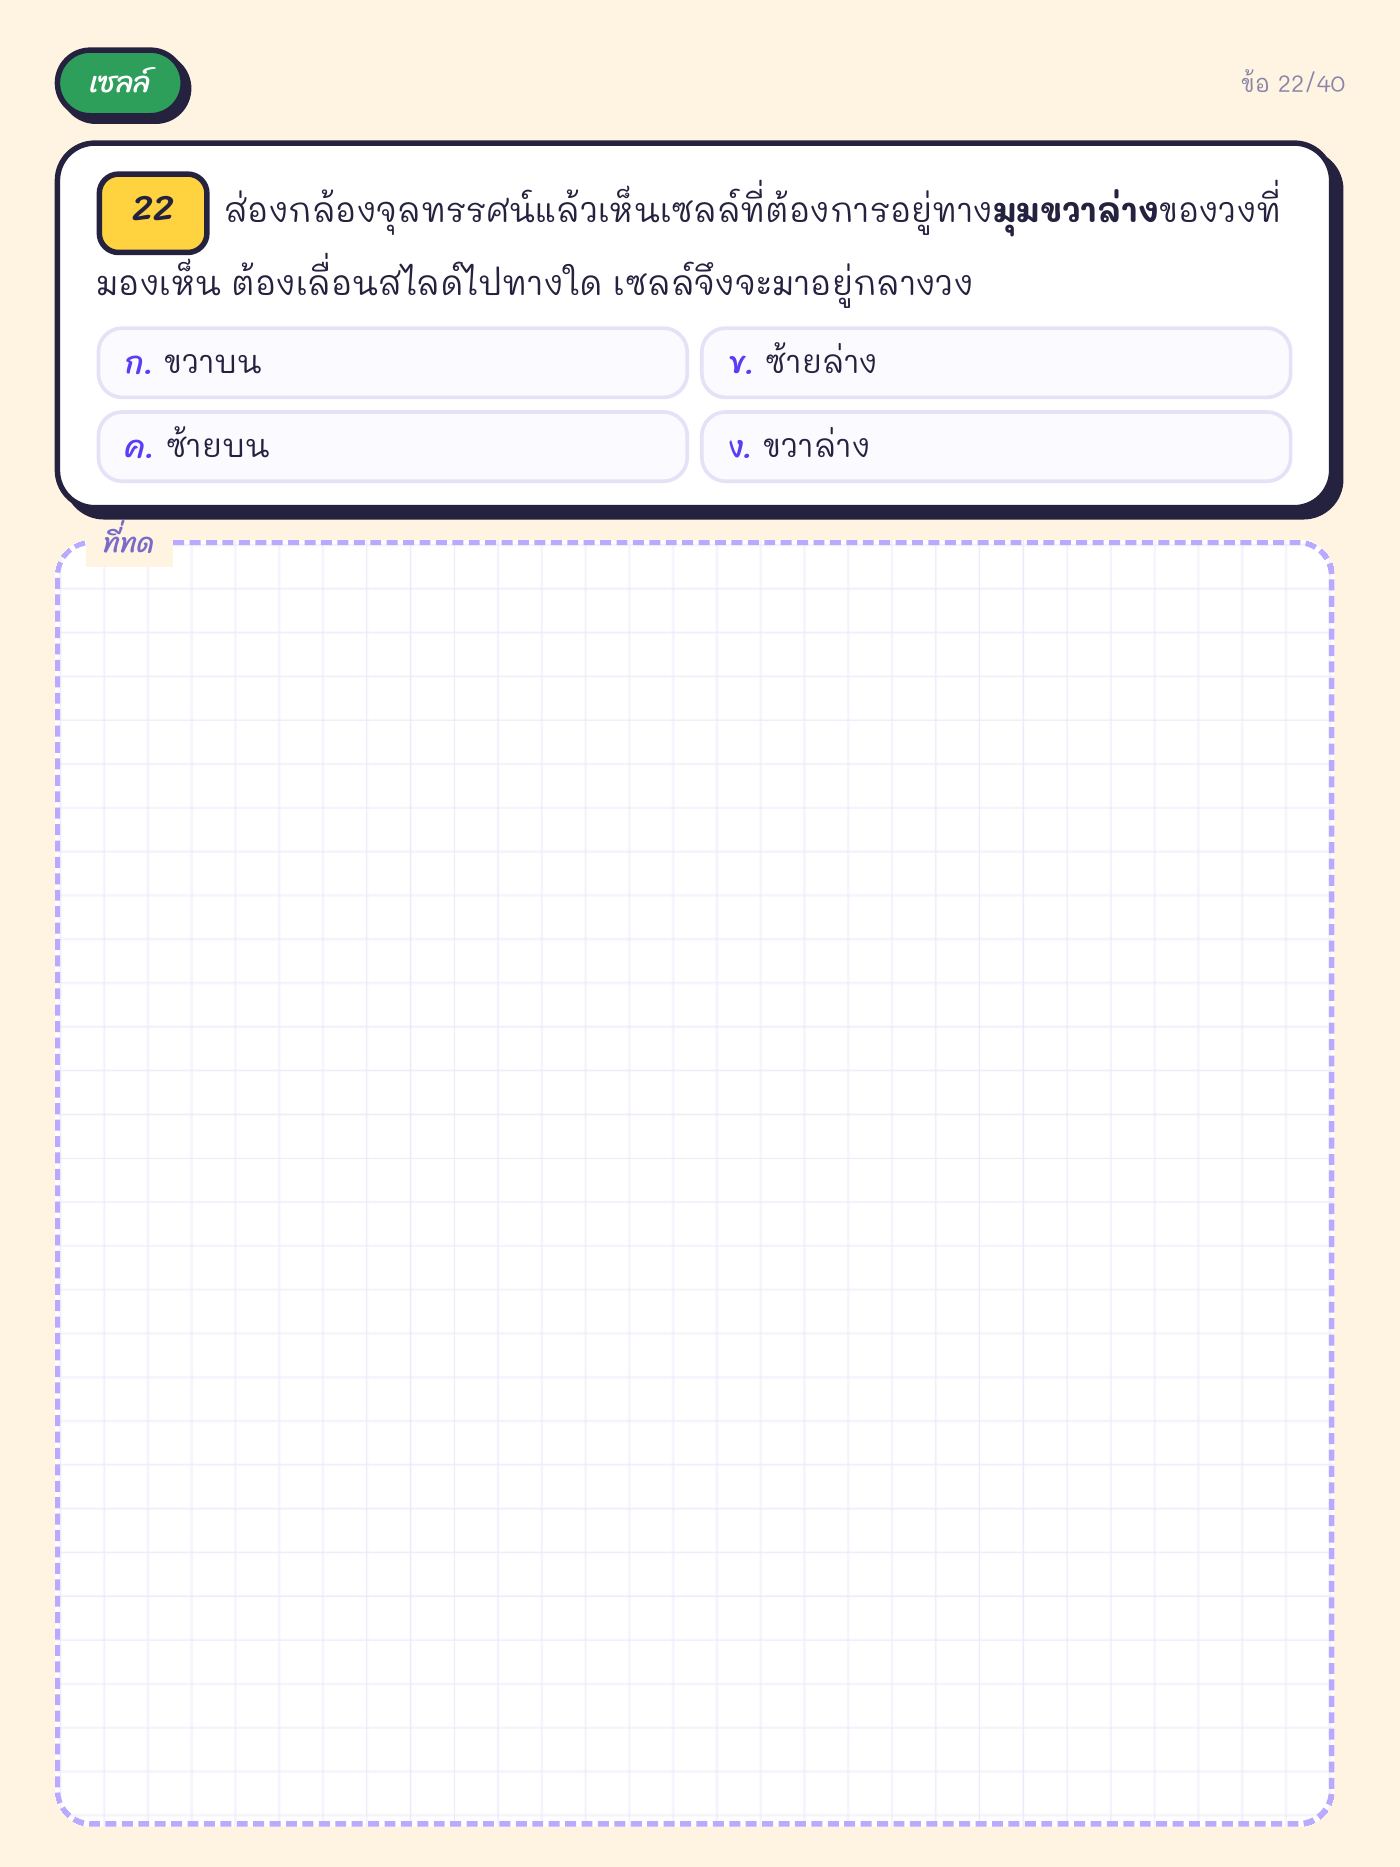 เซลล์
ข้อ 22/40
22 ส่องกล้องจุลทรรศน์แล้วเห็นเซลล์ที่ต้องการอยู่ทางมุมขวาล่างของวงที่
มองเห็น ต้องเลื่อนสไลด์ไปทางใด เซลล์จึงจะมาอยู่กลางวง
ก. ขวาบน
ข. ซ้ายล่าง
ค. ซ้ายบน
ง. ขวาล่าง
ที่ทด